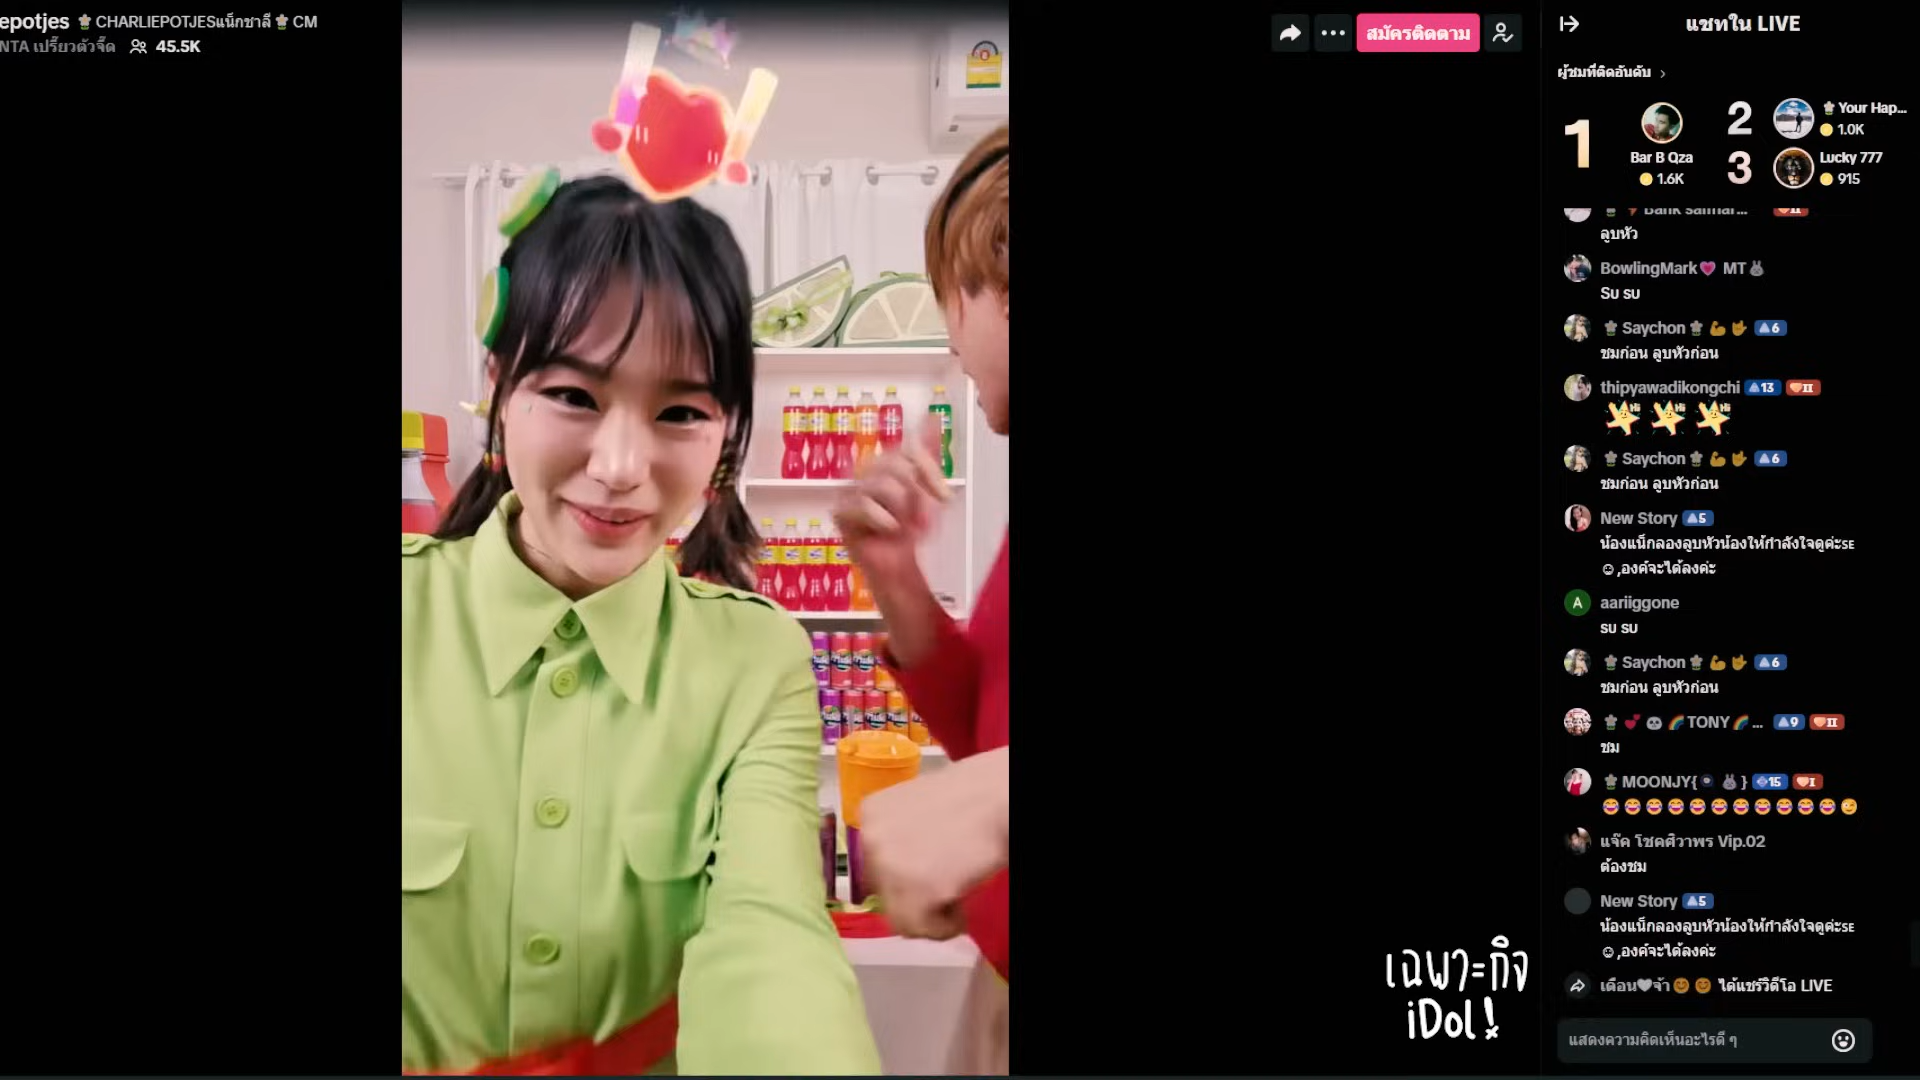 epotjes CHARLIEPOTJESแน็กชาลี CM
NTA เปรี้ยวตัวจี๊ด 45.5K
สมัครติดตาม
แชทใน LIVE
ผู้ชมที่ติดอันดับ
1
Bar B Qza
1.6K
2
Your Hap...
1.0K
3
Lucky 777
915
ลูบหัว
BowlingMark MT
Su su
Saychon 6
ชมก่อน ลูบหัวก่อน
thipyawadikongchi 13 II
Saychon 6
ชมก่อน ลูบหัวก่อน
New Story 5
น้องแน็กลองลูบหัวน้องให้กำลังใจดูค่ะSE
,องค์จะได้ลงค่ะ
A aariiggone
su su
Saychon 6
ชมก่อน ลูบหัวก่อน
TONY ... 9 II
ชม
MOONJY{ } 15 I
แจ๊ค โชคศิวาพร Vip.02
ต้องชม
New Story 5
น้องแน็กลองลูบหัวน้องให้กำลังใจดูค่ะSE
,องค์จะได้ลงค่ะ
เดือน จ๋า ได้แชร์วิดีโอ LIVE
แสดงความคิดเห็นอะไรดี ๆ
เฉพาะกิจ
iDol!